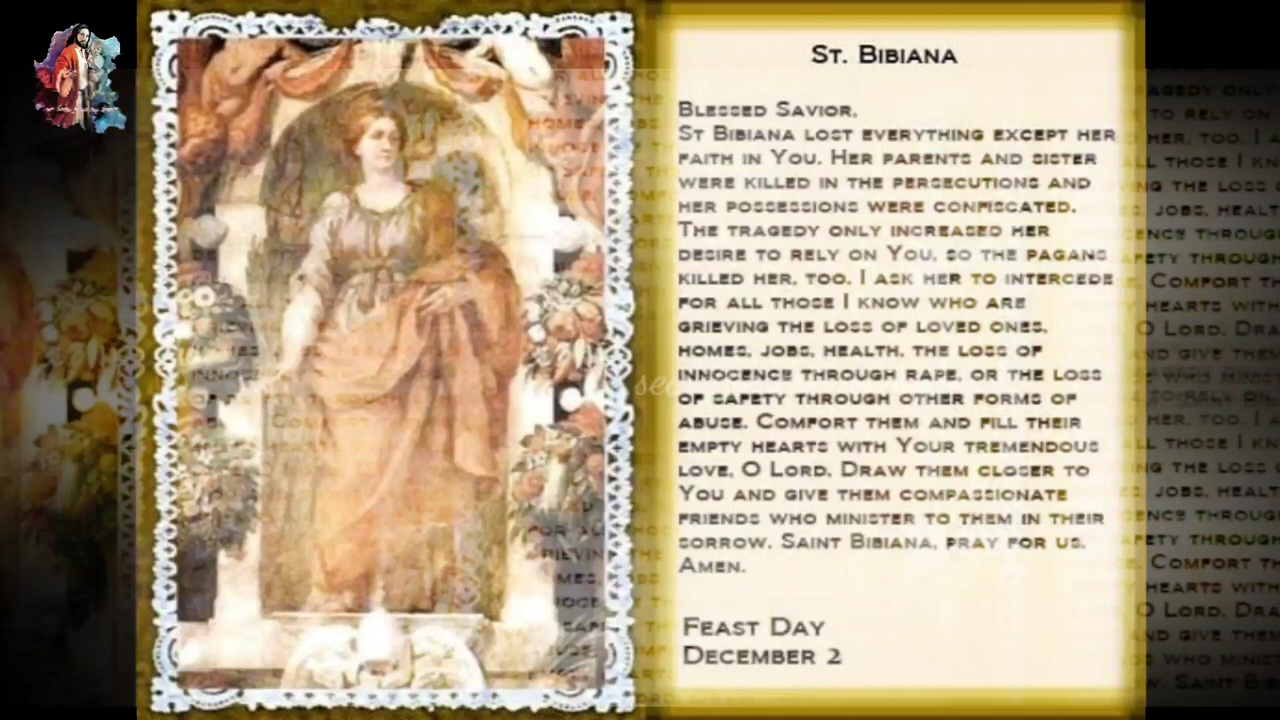 St. Bibiana
Blessed Savior,
St Bibiana lost everything except her
faith in You. Her parents and sister
were killed in the persecutions and
her possessions were confiscated.
The tragedy only increased her
desire to rely on You, so the pagans
killed her, too. I ask her to intercede
for all those I know who are
grieving the loss of loved ones,
homes, jobs, health, the loss of
innocence through rape, or the loss
of safety through other forms of
abuse. Comfort them and fill their
empty hearts with Your tremendous
love, O Lord. Draw them closer to
You and give them compassionate
friends who minister to them in their
sorrow. Saint Bibiana, pray for us.
Amen.
Feast Day
December 2